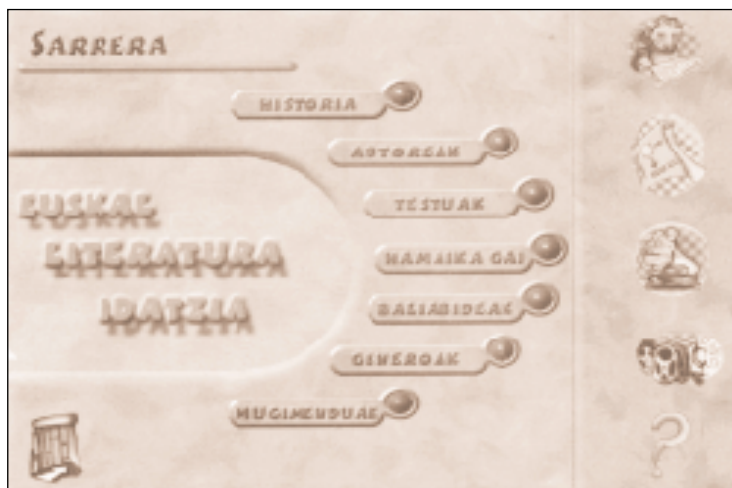 SARRERA
HISTORIA
AUTOREAK
TESTUAK
EUSKAL
LITERATURA
IDATZIA
HAMAIKA GAI
BALIABIDEAK
GENEROAK
MUGIMENDUAK